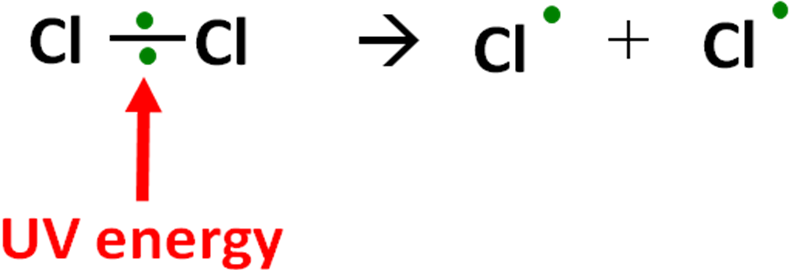 Cl — Cl → Cl• + Cl•
UV energy